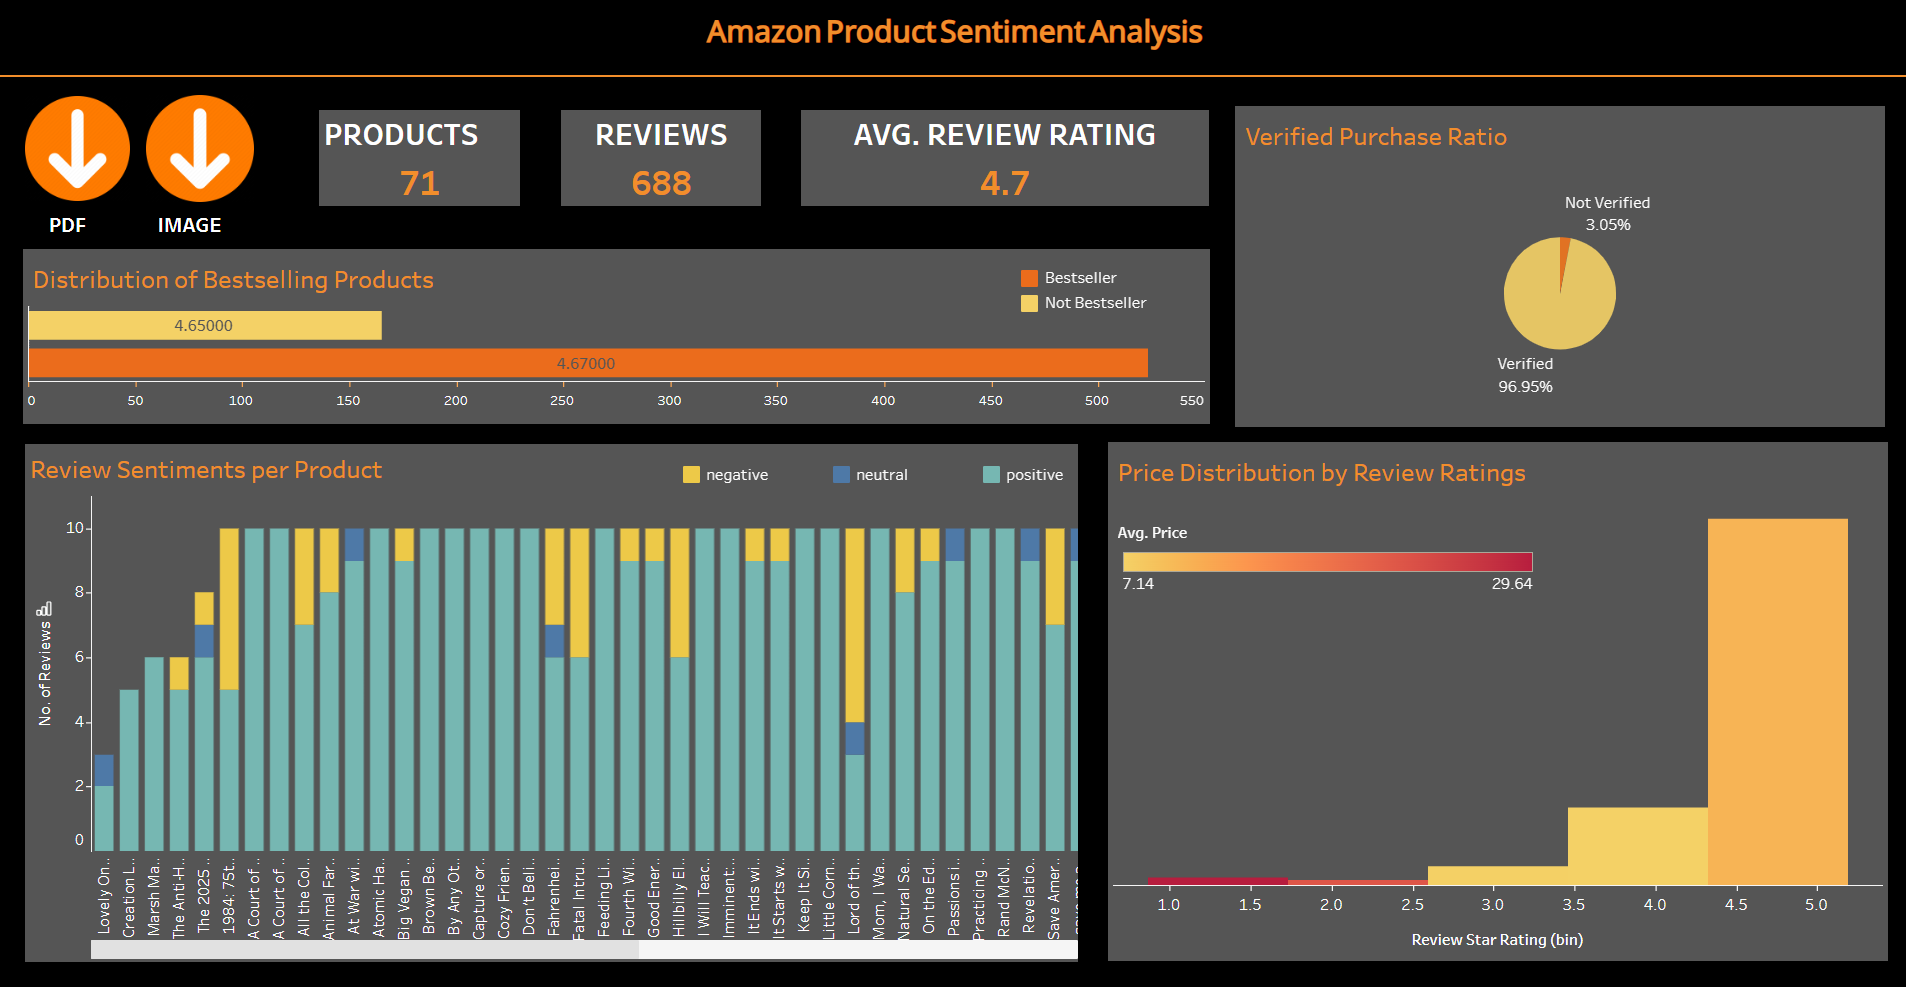 Amazon Product Sentiment Analysis
PDF
IMAGE
PRODUCTS
71
REVIEWS
688
AVG. REVIEW RATING
4.7
Verified Purchase Ratio
Not Verified
3.05%
Verified
96.95%
Distribution of Bestselling Products
Bestseller
Not Bestseller
4.65000
4.67000
0 50 100 150 200 250 300 350 400 450 500 550
Review Sentiments per Product
negative neutral positive
No. of Reviews
10
8
6
4
2
0
Lovely On..
Creation L..
Marsh Ma..
The Anti-H..
The 2025 ..
1984: 75t..
A Court of ..
A Court of ..
All the Col..
Animal Far..
At War wi..
Atomic Ha..
Big Vegan ..
Brown Be..
By Any Ot..
Capture or..
Cozy Frien..
Don't Beli..
Fahrenhei..
Fatal Intru..
Feeding Li..
Fourth Wi..
Good Ener..
Hillbilly El..
I Will Teac..
Imminent:..
It Ends wi..
It Starts w..
Keep It Si..
Little Corn..
Lord of th..
Mom, I Wa..
Natural Se..
On the Ed..
Passions i..
Practicing ..
Rand McN..
Revelatio..
Save Amer..
Price Distribution by Review Ratings
Avg. Price
7.14 29.64
1.0 1.5 2.0 2.5 3.0 3.5 4.0 4.5 5.0
Review Star Rating (bin)